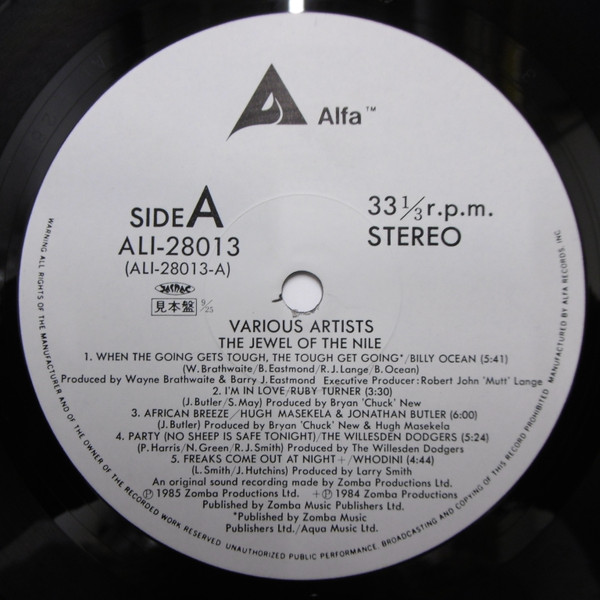 Alfa™
SIDE A
ALI-28013
(ALI-28013-A)
33 1/3 r.p.m.
STEREO
見本盤 9/25
VARIOUS ARTISTS
THE JEWEL OF THE NILE
1. WHEN THE GOING GETS TOUGH, THE TOUGH GET GOING*/BILLY OCEAN (5:41)
(W.Brathwaite/B.Eastmond/R.J.Lange/B.Ocean)
Produced by Wayne Brathwaite & Barry J.Eastmond Executive Producer:Robert John 'Mutt' Lange
2. I'M IN LOVE/RUBY TURNER (3:30)
(J.Butler/S.May) Produced by Bryan 'Chuck' New
3. AFRICAN BREEZE/HUGH MASEKELA & JONATHAN BUTLER (6:00)
(J.Butler) Produced by Bryan 'Chuck' New & Hugh Masekela
4. PARTY (NO SHEEP IS SAFE TONIGHT)/THE WILLESDEN DODGERS (5:24)
(P.Harris/N.Green/R.J.Smith) Produced by The Willesden Dodgers
5. FREAKS COME OUT AT NIGHT+/WHODINI (4:44)
(L.Smith/J.Hutchins) Produced by Larry Smith
An original sound recording made by Zomba Productions Ltd.
℗1985 Zomba Productions Ltd. +℗1984 Zomba Productions
Published by Zomba Music Publishers Ltd.
*Published by Zomba Music
Publishers Ltd./Aqua Music Ltd.
WARNING ALL RIGHTS OF THE MANUFACTURER AND OF THE OWNER OF THE RECORDED WORK RESERVED. UNAUTHORIZED PUBLIC PERFORMANCE, BROADCASTING AND COPYING OF THIS RECORD PROHIBITED. MANUFACTURED BY ALFA RECORDS, INC.